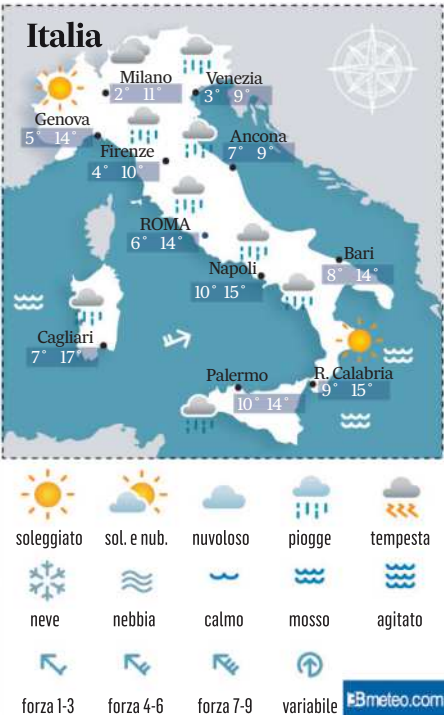 Italia
Milano
2° 11°
Venezia
3° 9°
Genova
5° 14°
Firenze
4° 10°
Ancona
7° 9°
ROMA
6° 14°
Napoli
10° 15°
Bari
8° 14°
Cagliari
7° 17°
Palermo
10° 14°
R. Calabria
9° 15°
soleggiato sol. e nub. nuvoloso piogge tempesta
neve nebbia calmo mosso agitato
forza 1-3 forza 4-6 forza 7-9 variabile
3Bmeteo.com